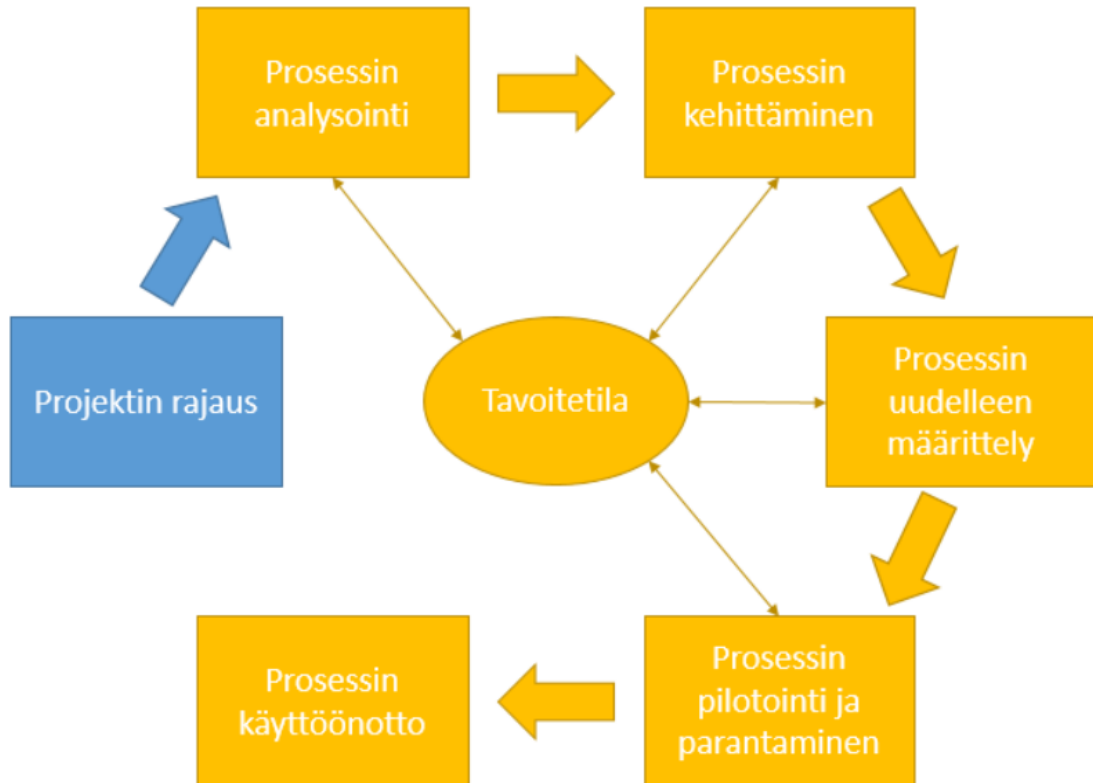 Prosessin
analysointi
Prosessin
kehittäminen
Projektin rajaus
Tavoitetila
Prosessin
uudelleen
määrittely
Prosessin
käyttöönotto
Prosessin
pilotointi ja
parantaminen